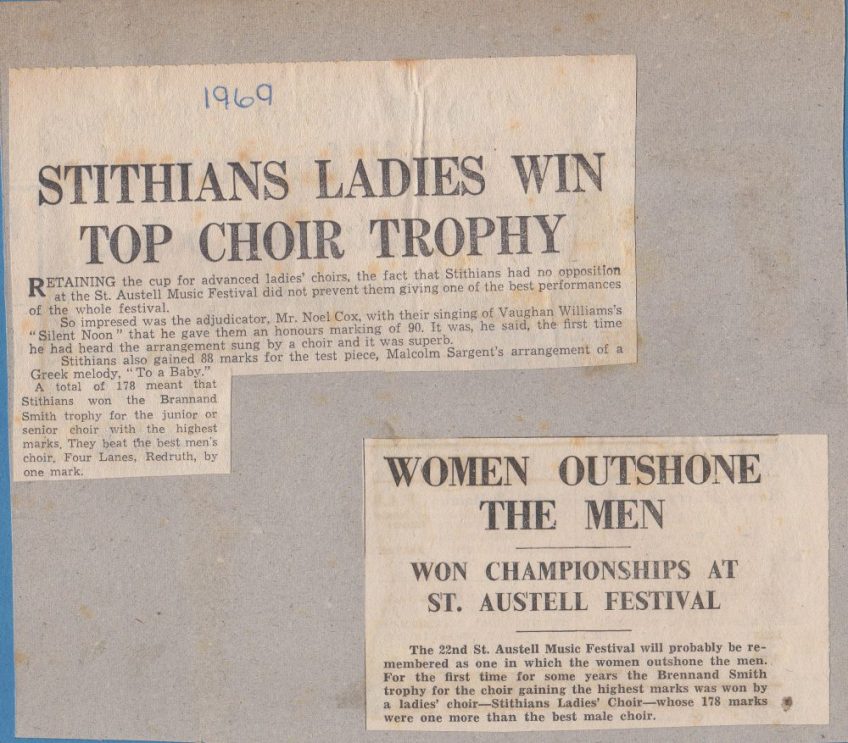 1969
STITHIANS LADIES WIN
TOP CHOIR TROPHY
RETAINING the cup for advanced ladies' choirs, the fact that Stithians had no opposition
at the St. Austell Music Festival did not prevent them giving one of the best performances
of the whole festival.
So impresed was the adjudicator, Mr. Noel Cox, with their singing of Vaughan Williams's
"Silent Noon" that he gave them an honours marking of 90. It was, he said, the first time
he had heard the arrangement sung by a choir and it was superb.
Stithians also gained 88 marks for the test piece, Malcolm Sargent's arrangement of a
Greek melody, "To a Baby."
A total of 178 meant that
Stithians won the Brannand
Smith trophy for the junior or
senior choir with the highest
marks. They beat the best men's
choir, Four Lanes, Redruth, by
one mark.
WOMEN OUTSHONE
THE MEN
WON CHAMPIONSHIPS AT
ST. AUSTELL FESTIVAL
The 22nd St. Austell Music Festival will probably be re-
membered as one in which the women outshone the men.
For the first time for some years the Brennand Smith
trophy for the choir gaining the highest marks was won by
a ladies' choir—Stithians Ladies' Choir—whose 178 marks
were one more than the best male choir.